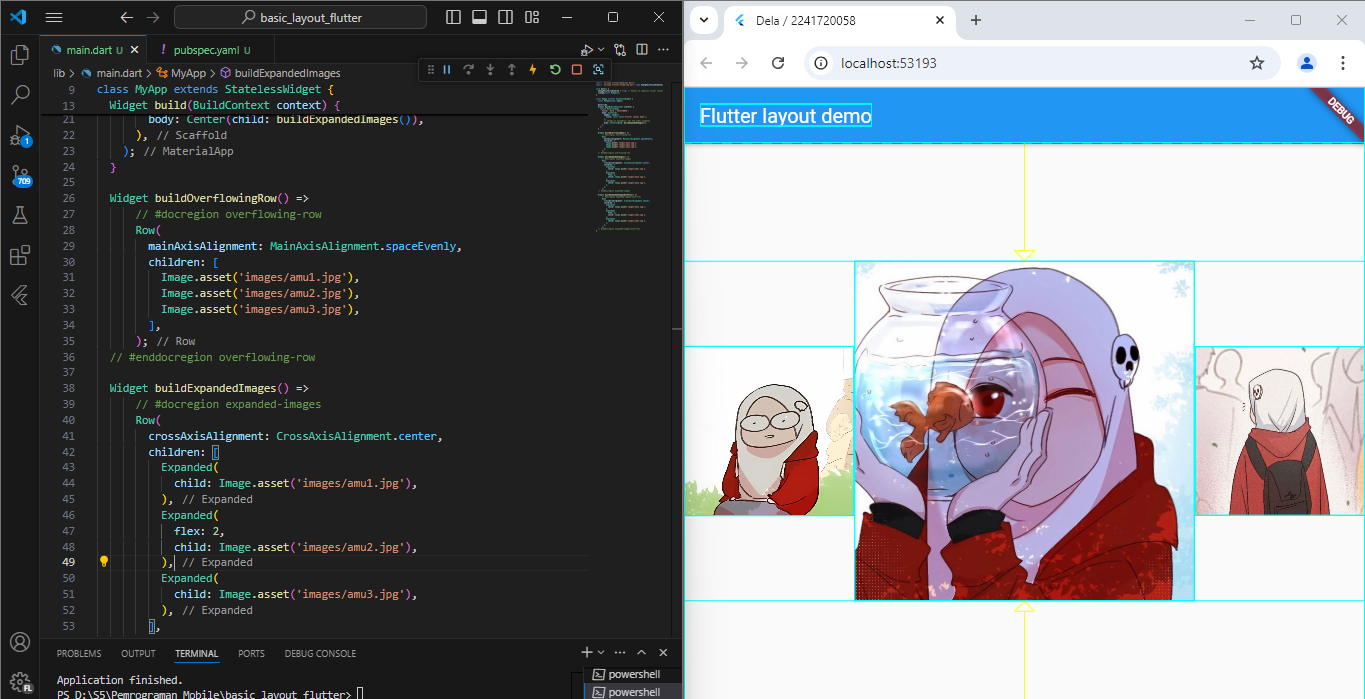 basic_layout_flutter
main.dart U
pubspec.yaml U
lib > main.dart > MyApp > buildExpandedImages
9 class MyApp extends StatelessWidget {
13 Widget build(BuildContext context) {
21 body: Center(child: buildExpandedImages()),
22 ), // Scaffold
23 ); // MaterialApp
24 }
25
26 Widget buildOverflowingRow() =>
27 // #docregion overflowing-row
28 Row(
29 mainAxisAlignment: MainAxisAlignment.spaceEvenly,
30 children: [
31 Image.asset('images/amu1.jpg'),
32 Image.asset('images/amu2.jpg'),
33 Image.asset('images/amu3.jpg'),
34 ],
35 ); // Row
36 // #enddocregion overflowing-row
37
38 Widget buildExpandedImages() =>
39 // #docregion expanded-images
40 Row(
41 crossAxisAlignment: CrossAxisAlignment.center,
42 children: [
43 Expanded(
44 child: Image.asset('images/amu1.jpg'),
45 ), // Expanded
46 Expanded(
47 flex: 2,
48 child: Image.asset('images/amu2.jpg'),
49 ), // Expanded
50 Expanded(
51 child: Image.asset('images/amu3.jpg'),
52 ), // Expanded
53 ],
1
709
FL
PROBLEMS OUTPUT TERMINAL PORTS DEBUG CONSOLE
Application finished.
PS D:\S5\Pemrograman Mobile\basic_layout_flutter>
powershell
powershell
Dela / 2241720058
localhost:53193
Flutter layout demo
DEBUG